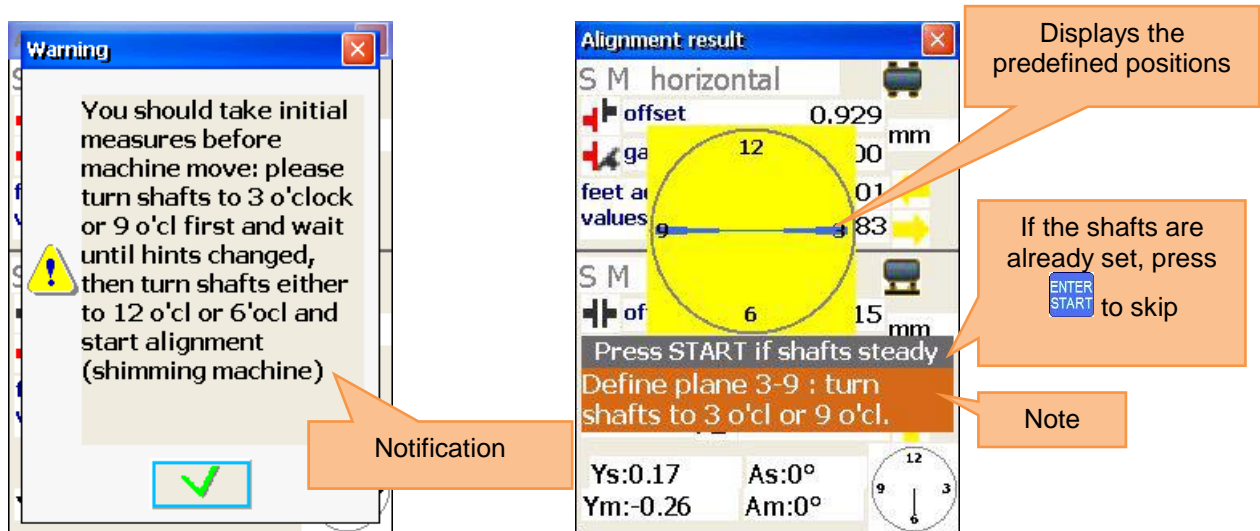 Warning
You should take initial
measures before
machine move: please
turn shafts to 3 o'clock
or 9 o'cl first and wait
until hints changed,
then turn shafts either
to 12 o'cl or 6'ocl and
start alignment
(shimming machine)
Notification
Alignment result
S M horizontal
offset 0.929
mm
ga 00
feet a 01
values 83
12
9 3
6
S M
of 15
mm
Press START if shafts steady
Define plane 3-9 : turn
shafts to 3 o'cl or 9 o'cl.
Ys:0.17 As:0°
Ym:-0.26 Am:0°
12
9 3
6
Displays the
predefined positions
If the shafts are
already set, press
ENTER
START to skip
Note